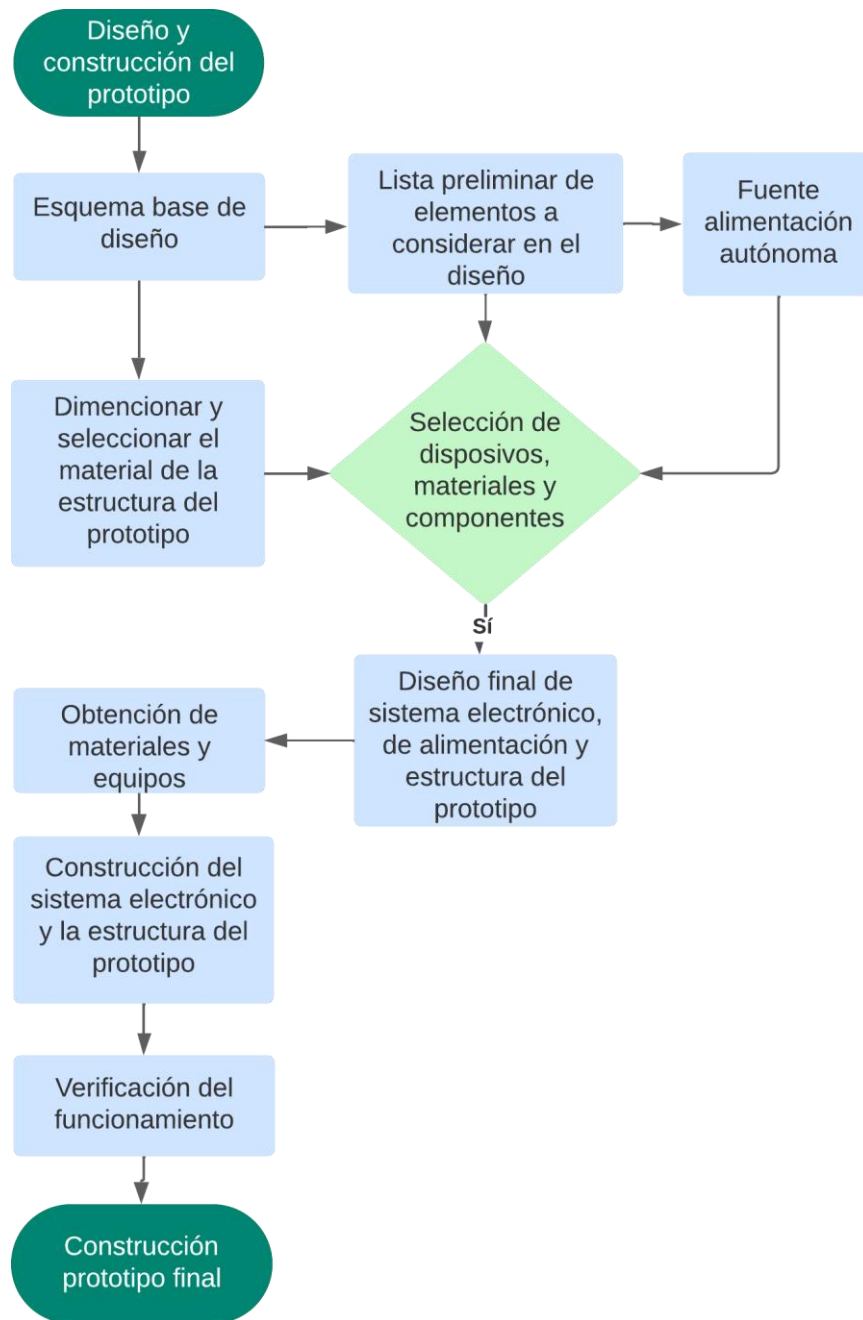 Diseño y
construcción del
prototipo
Esquema base de
diseño
Lista preliminar de
elementos a
considerar en el
diseño
Fuente
alimentación
autónoma
Dimencionar y
seleccionar el
material de la
estructura del
prototipo
Selección de
disposivos,
materiales y
componentes
Sí
Diseño final de
sistema electrónico,
de alimentación y
estructura del
prototipo
Obtención de
materiales y
equipos
Construcción del
sistema electrónico
y la estructura del
prototipo
Verificación del
funcionamiento
Construcción
prototipo final